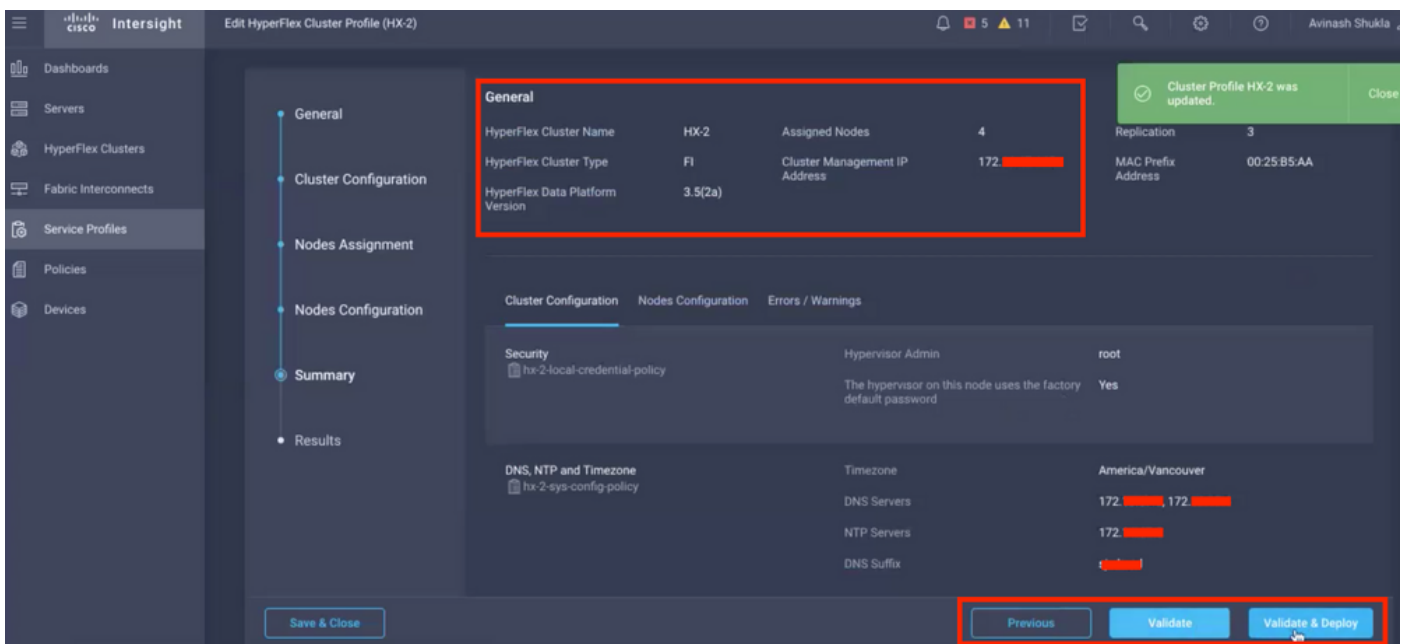 cisco Intersight Edit HyperFlex Cluster Profile (HX-2) 5 11 Avinash Shukla
Dashboards
Servers
HyperFlex Clusters
Fabric Interconnects
Service Profiles
Policies
Devices
General
Cluster Configuration
Nodes Assignment
Nodes Configuration
Summary
Results
Cluster Profile HX-2 was
updated.
Close
General
HyperFlex Cluster Name HX-2 Assigned Nodes 4 Replication 3
HyperFlex Cluster Type FI Cluster Management IP
Address 172. MAC Prefix
Address 00:25:B5:AA
HyperFlex Data Platform
Version 3.5(2a)
Cluster Configuration Nodes Configuration Errors / Warnings
Security
hx-2-local-credential-policy
Hypervisor Admin root
The hypervisor on this node uses the factory
default password Yes
DNS, NTP and Timezone
hx-2-sys-config-policy
Timezone America/Vancouver
DNS Servers 172. , 172.
NTP Servers 172.
DNS Suffix
Save & Close Previous Validate Validate & Deploy